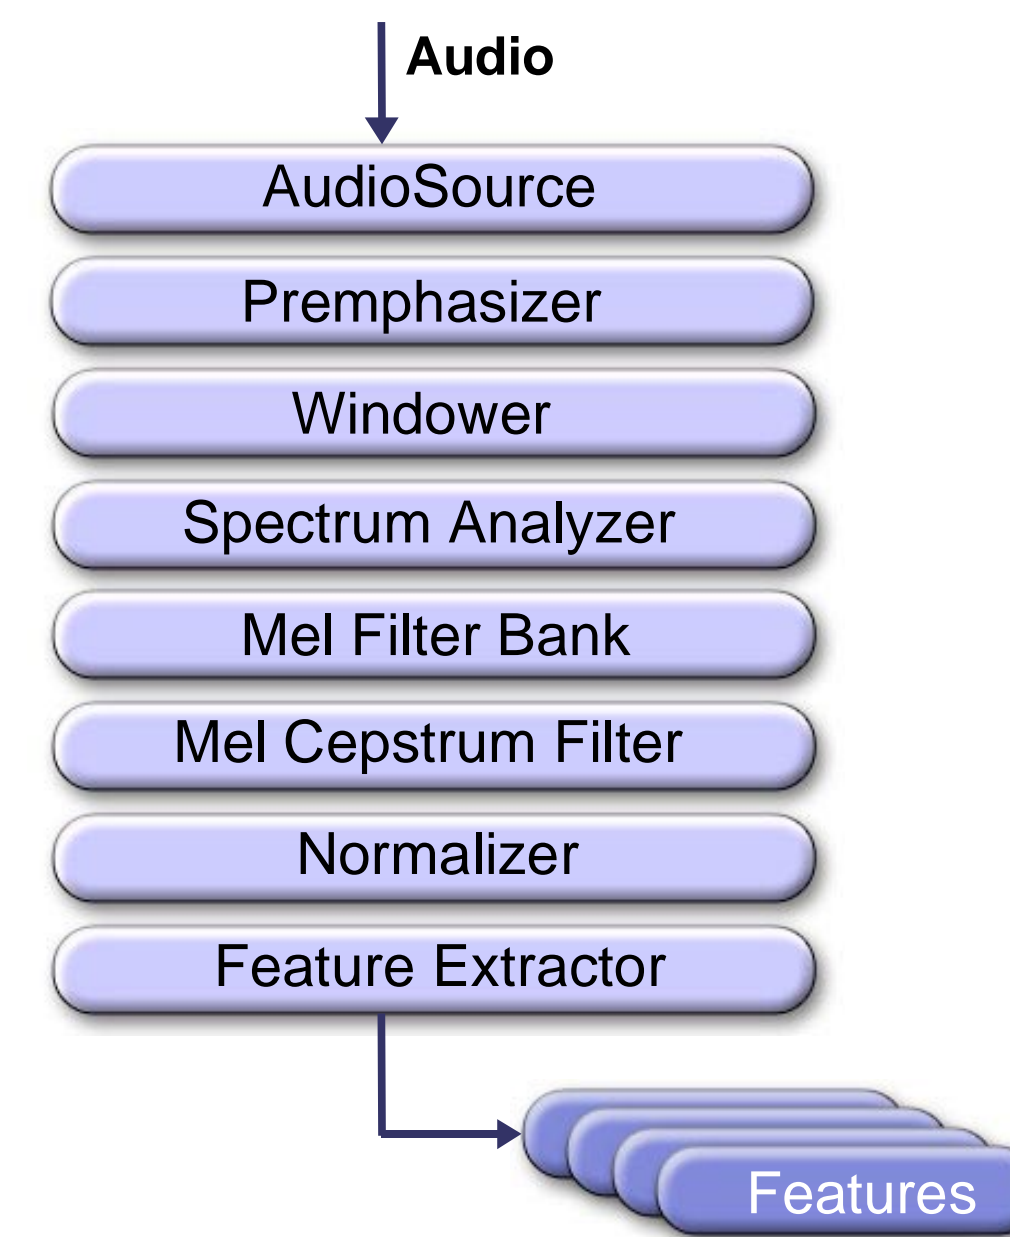 Audio
AudioSource
Premphasizer
Windower
Spectrum Analyzer
Mel Filter Bank
Mel Cepstrum Filter
Normalizer
Feature Extractor
Features